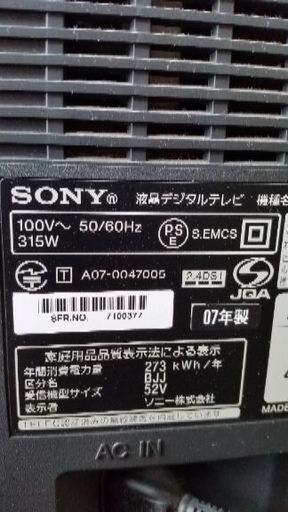 SONY® 液晶デジタルテレビ 機種名
100V～ 50/60Hz
315W
PS
E
S.EMCS
T A07-0047005 2.4DS1
JQA
SER.NO. 7100377
07年製
家庭用品品質表示法による表示
年間消費電力量 273 kWh/年
区分名 BJJ
受信機型サイズ 52V
表示者 ソニー株式会社
MADE
AC IN